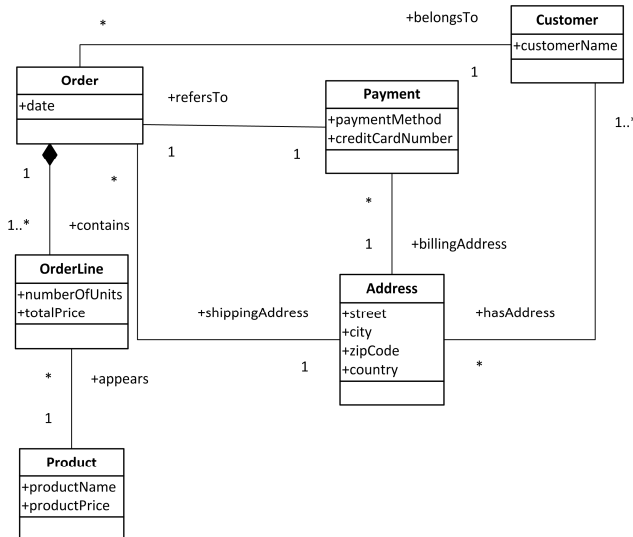 *
+belongsTo
Customer
+customerName
1
Order
+date
+refersTo
1
1
Payment
+paymentMethod
+creditCardNumber
1..*
1
*
1..*
+contains
*
1
+billingAddress
OrderLine
+numberOfUnits
+totalPrice
Address
+street
+city
+zipCode
+country
+shippingAddress
1
+hasAddress
*
*
+appears
1
Product
+productName
+productPrice